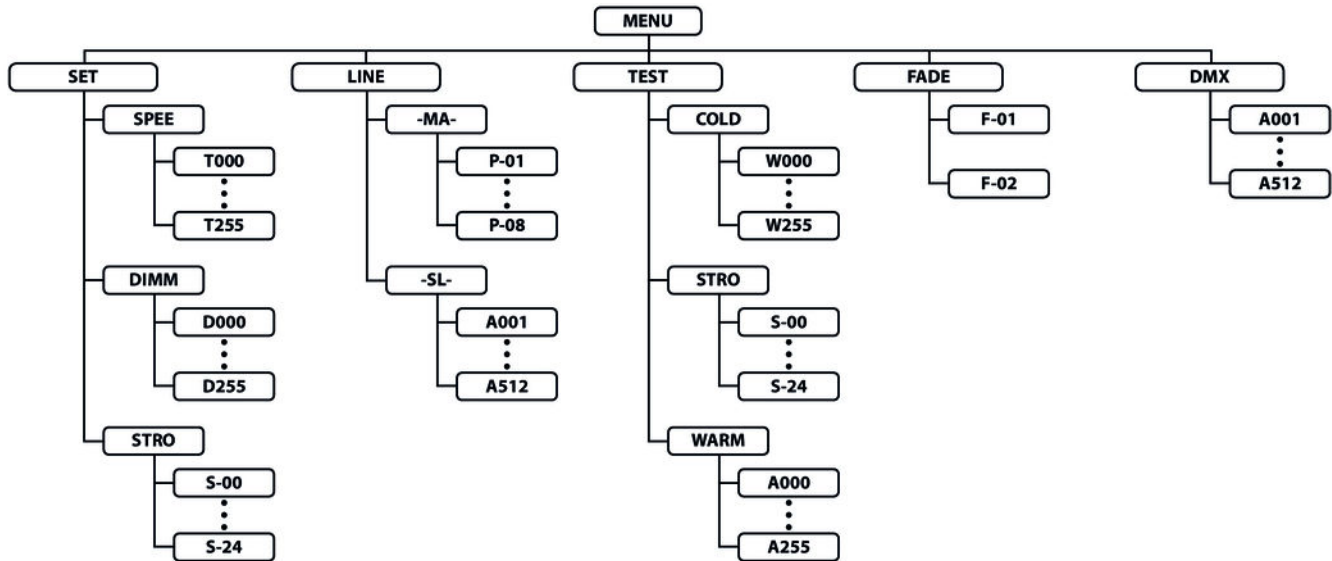 MENU
SET
SPEE
T000
T255
DIMM
D000
D255
STRO
S-00
S-24
LINE
-MA-
P-01
P-08
-SL-
A001
A512
TEST
COLD
W000
W255
STRO
S-00
S-24
WARM
A000
A255
FADE
F-01
F-02
DMX
A001
A512